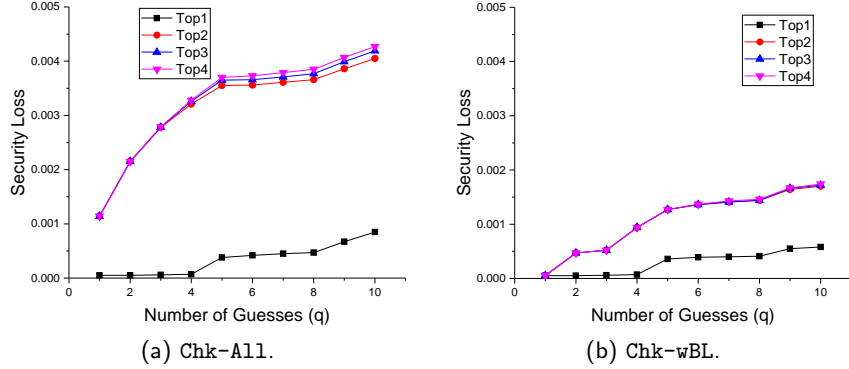 0.005
0.004
0.003
0.002
0.001
0.000
Security Loss
0 2 4 6 8 10
Number of Guesses (q)
Top1
Top2
Top3
Top4
(a) Chk-All.
0.005
0.004
0.003
0.002
0.001
0.000
Security Loss
0 2 4 6 8 10
Number of Guesses (q)
Top1
Top2
Top3
Top4
(b) Chk-wBL.